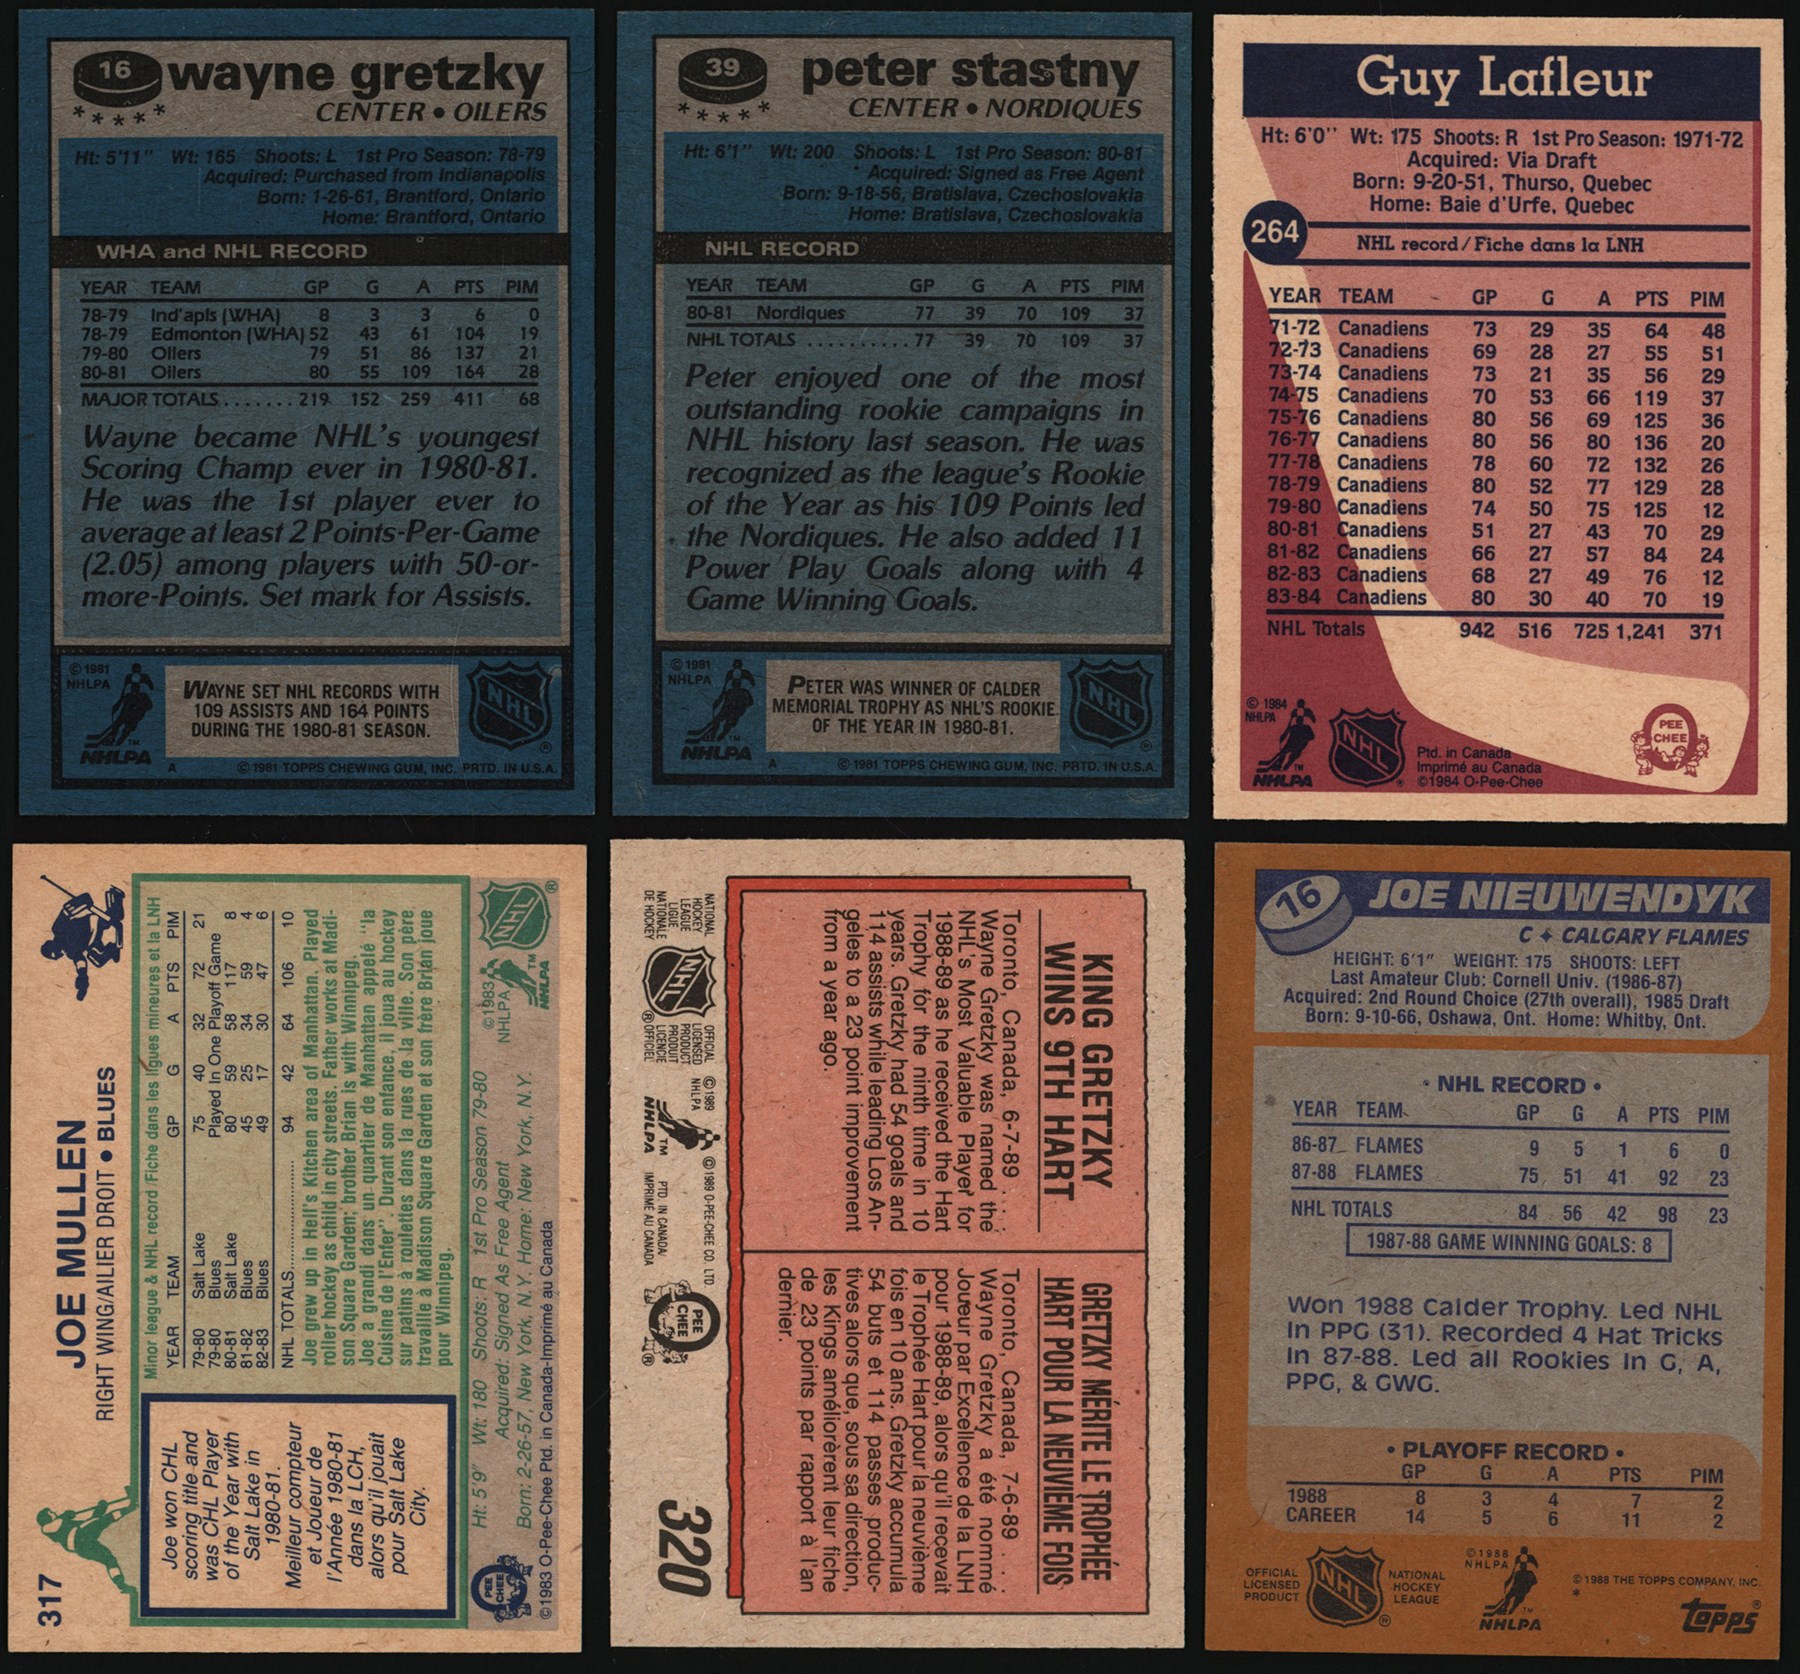 16
wayne gretzky
CENTER • OILERS
Ht: 5'11" Wt: 165 Shoots: L 1st Pro Season: 78-79
Acquired: Purchased from Indianapolis
Born: 1-26-61, Brantford, Ontario
Home: Brantford, Ontario
WHA and NHL RECORD
YEAR TEAM GP G A PTS PIM
78-79 Ind'apls (WHA) 8 3 3 6 0
78-79 Edmonton (WHA) 52 43 61 104 19
79-80 Oilers 79 51 86 137 21
80-81 Oilers 80 55 109 164 28
MAJOR TOTALS.......219 152 259 411 68
Wayne became NHL's youngest
Scoring Champ ever in 1980-81.
He was the 1st player ever to
average at least 2 Points-Per-Game
(2.05) among players with 50-or-
more-Points. Set mark for Assists.
© 1981
NHLPA
WAYNE SET NHL RECORDS WITH
109 ASSISTS AND 164 POINTS
DURING THE 1980-81 SEASON.
NHL
®
TM
NHLPA
A © 1981 TOPPS CHEWING GUM, INC. PRTD. IN U.S.A.
39
peter stastny
CENTER • NORDIQUES
Ht: 6'1" Wt: 200 Shoots: L 1st Pro Season: 80-81
Acquired: Signed as Free Agent
Born: 9-18-56, Bratislava, Czechoslovakia
Home: Bratislava, Czechoslovakia
NHL RECORD
YEAR TEAM GP G A PTS PIM
80-81 Nordiques 77 39 70 109 37
NHL TOTALS ..........77 39 70 109 37
Peter enjoyed one of the most
outstanding rookie campaigns in
NHL history last season. He was
recognized as the league's Rookie
of the Year as his 109 Points led
the Nordiques. He also added 11
Power Play Goals along with 4
Game Winning Goals.
© 1981
NHLPA
PETER WAS WINNER OF CALDER
MEMORIAL TROPHY AS NHL'S ROOKIE
OF THE YEAR IN 1980-81.
NHL
®
TM
NHLPA
A © 1981 TOPPS CHEWING GUM, INC. PRTD. IN U.S.A.
Guy Lafleur
Ht: 6'0" Wt: 175 Shoots: R 1st Pro Season: 1971-72
Acquired: Via Draft
Born: 9-20-51, Thurso, Quebec
Home: Baie d'Urfe, Quebec
264
NHL record/Fiche dans la LNH
YEAR TEAM GP G A PTS PIM
71-72 Canadiens 73 29 35 64 48
72-73 Canadiens 69 28 27 55 51
73-74 Canadiens 73 21 35 56 29
74-75 Canadiens 70 53 66 119 37
75-76 Canadiens 80 56 69 125 36
76-77 Canadiens 80 56 80 136 20
77-78 Canadiens 78 60 72 132 26
78-79 Canadiens 80 52 77 129 28
79-80 Canadiens 74 50 75 125 12
80-81 Canadiens 51 27 43 70 29
81-82 Canadiens 66 27 57 84 24
82-83 Canadiens 68 27 49 76 12
83-84 Canadiens 80 30 40 70 19
NHL Totals 942 516 725 1,241 371
© 1984
NHLPA
TM
NHLPA
NHL
®
Ptd. in Canada
Imprimé au Canada
©1984 O-Pee-Chee
PEE
CHEE
317
JOE MULLEN
RIGHT WING/AILIER DROIT • BLUES
Joe won CHL
scoring title and
was CHL Player
of the Year with
Salt Lake in
1980-81.
Meilleur compteur
et Joueur de
l'Année 1980-81
dans la LCH,
alors qu'il jouait
pour Salt Lake
City.
Minor league & NHL record /Fiche dans les ligues mineures et la LNH
YEAR TEAM GP G A PTS PIM
79-80 Salt Lake 75 40 32 72 21
79-80 Blues Played In One Playoff Game
80-81 Salt Lake 80 59 58 117 8
81-82 Blues 45 25 34 59 4
82-83 Blues 49 17 30 47 6
NHL TOTALS.................. 94 42 64 106 10
Joe grew up in Hell's Kitchen area of Manhattan. Played
roller hockey as child in city streets. Father works at Madi-
son Square Garden; brother Brian is with Winnipeg.
Joe a grandi dans un quartier de Manhattan appelé "la
Cuisine de l'Enfer". Durant son enfance, il joua au hockey
sur patins à roulettes dans la rues de la ville. Son père
travaille à Madison Square Garden et son frère Brian joue
pour Winnipeg.
Ht: 5'9" Wt: 180 Shoots: R 1st Pro Season 79-80
Acquired: Signed As Free Agent
Born: 2-26-57, New York, N.Y. Home: New York, N.Y.
©1983 O-Pee-Chee Ptd. in Canada-Imprimé au Canada
PEE
CHEE
©1983
NHLPA
TM
NHLPA
NHL
®
KING GRETZKY
WINS 9TH HART
Toronto, Canada, 6-7-89 ....
Wayne Gretzky was named the
NHL's Most Valuable Player for
1988-89 as he received the Hart
Trophy for the ninth time in 10
years. Gretzky had 54 goals and
114 assists while leading Los An-
geles to a 23 point improvement
from a year ago.
GRETZKY MÉRITE LE TROPHÉE
HART POUR LA NEUVIEME FOIS
Toronto, Canada, 7-6-89 ....
Wayne Gretzky a été nommé
Joueur par Excellence de la LNH
pour 1988-89, alors qu'il recevait
le Trophée Hart pour la neuvième
fois en 10 ans. Gretzky accumula
54 buts et 114 passes produc-
tives alors que, sous sa direction,
les Kings améliorèrent leur fiche
de 23 points par rapport à l'an
dernier.
NATIONAL
HOCKEY
LEAGUE
LIGUE
NATIONALE
DE HOCKEY
NHL
®
OFFICIAL
LICENSED
PRODUCT
PRODUIT
LICENCIÉ
OFFICIEL
©1989
NHLPA
TM
NHLPA
©1989 O-PEE-CHEE CO. LTD.
PTD. IN CANADA/
IMPRIMÉ AU CANADA
PEE
CHEE
®
320
16
JOE NIEUWENDYK
C ✦ CALGARY FLAMES
HEIGHT: 6'1" WEIGHT: 175 SHOOTS: LEFT
Last Amateur Club: Cornell Univ. (1986-87)
Acquired: 2nd Round Choice (27th overall), 1985 Draft
Born: 9-10-66, Oshawa, Ont. Home: Whitby, Ont.
• NHL RECORD •
YEAR TEAM GP G A PTS PIM
86-87 FLAMES 9 5 1 6 0
87-88 FLAMES 75 51 41 92 23
NHL TOTALS 84 56 42 98 23
1987-88 GAME WINNING GOALS: 8
Won 1988 Calder Trophy. Led NHL
in PPG (31). Recorded 4 Hat Tricks
in 87-88. Led all Rookies in G, A,
PPG, & GWG.
• PLAYOFF RECORD •
GP G A PTS PIM
1988 8 3 4 7 2
CAREER 14 5 6 11 2
OFFICIAL
LICENSED
PRODUCT
NHL
®
NATIONAL
HOCKEY
LEAGUE
©1988
NHLPA
TM
NHLPA
© 1988 THE TOPPS COMPANY, INC.
*
topps®